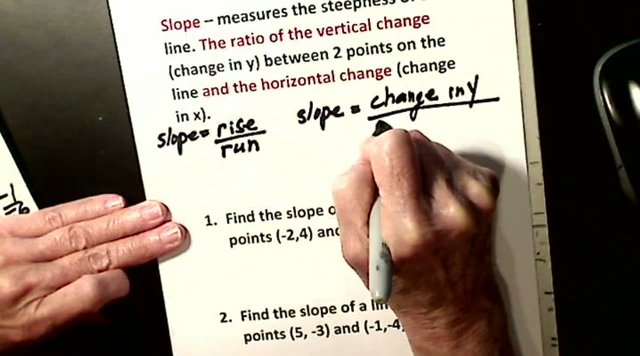 Slope – measures the steepness of
line. The ratio of the vertical change
(change in y) between 2 points on the
line and the horizontal change (change
in x).
slope = rise
run
slope = change in y
1. Find the slope
points (-2,4) and
2. Find the slope of a line
points (5, -3) and (-1,-4